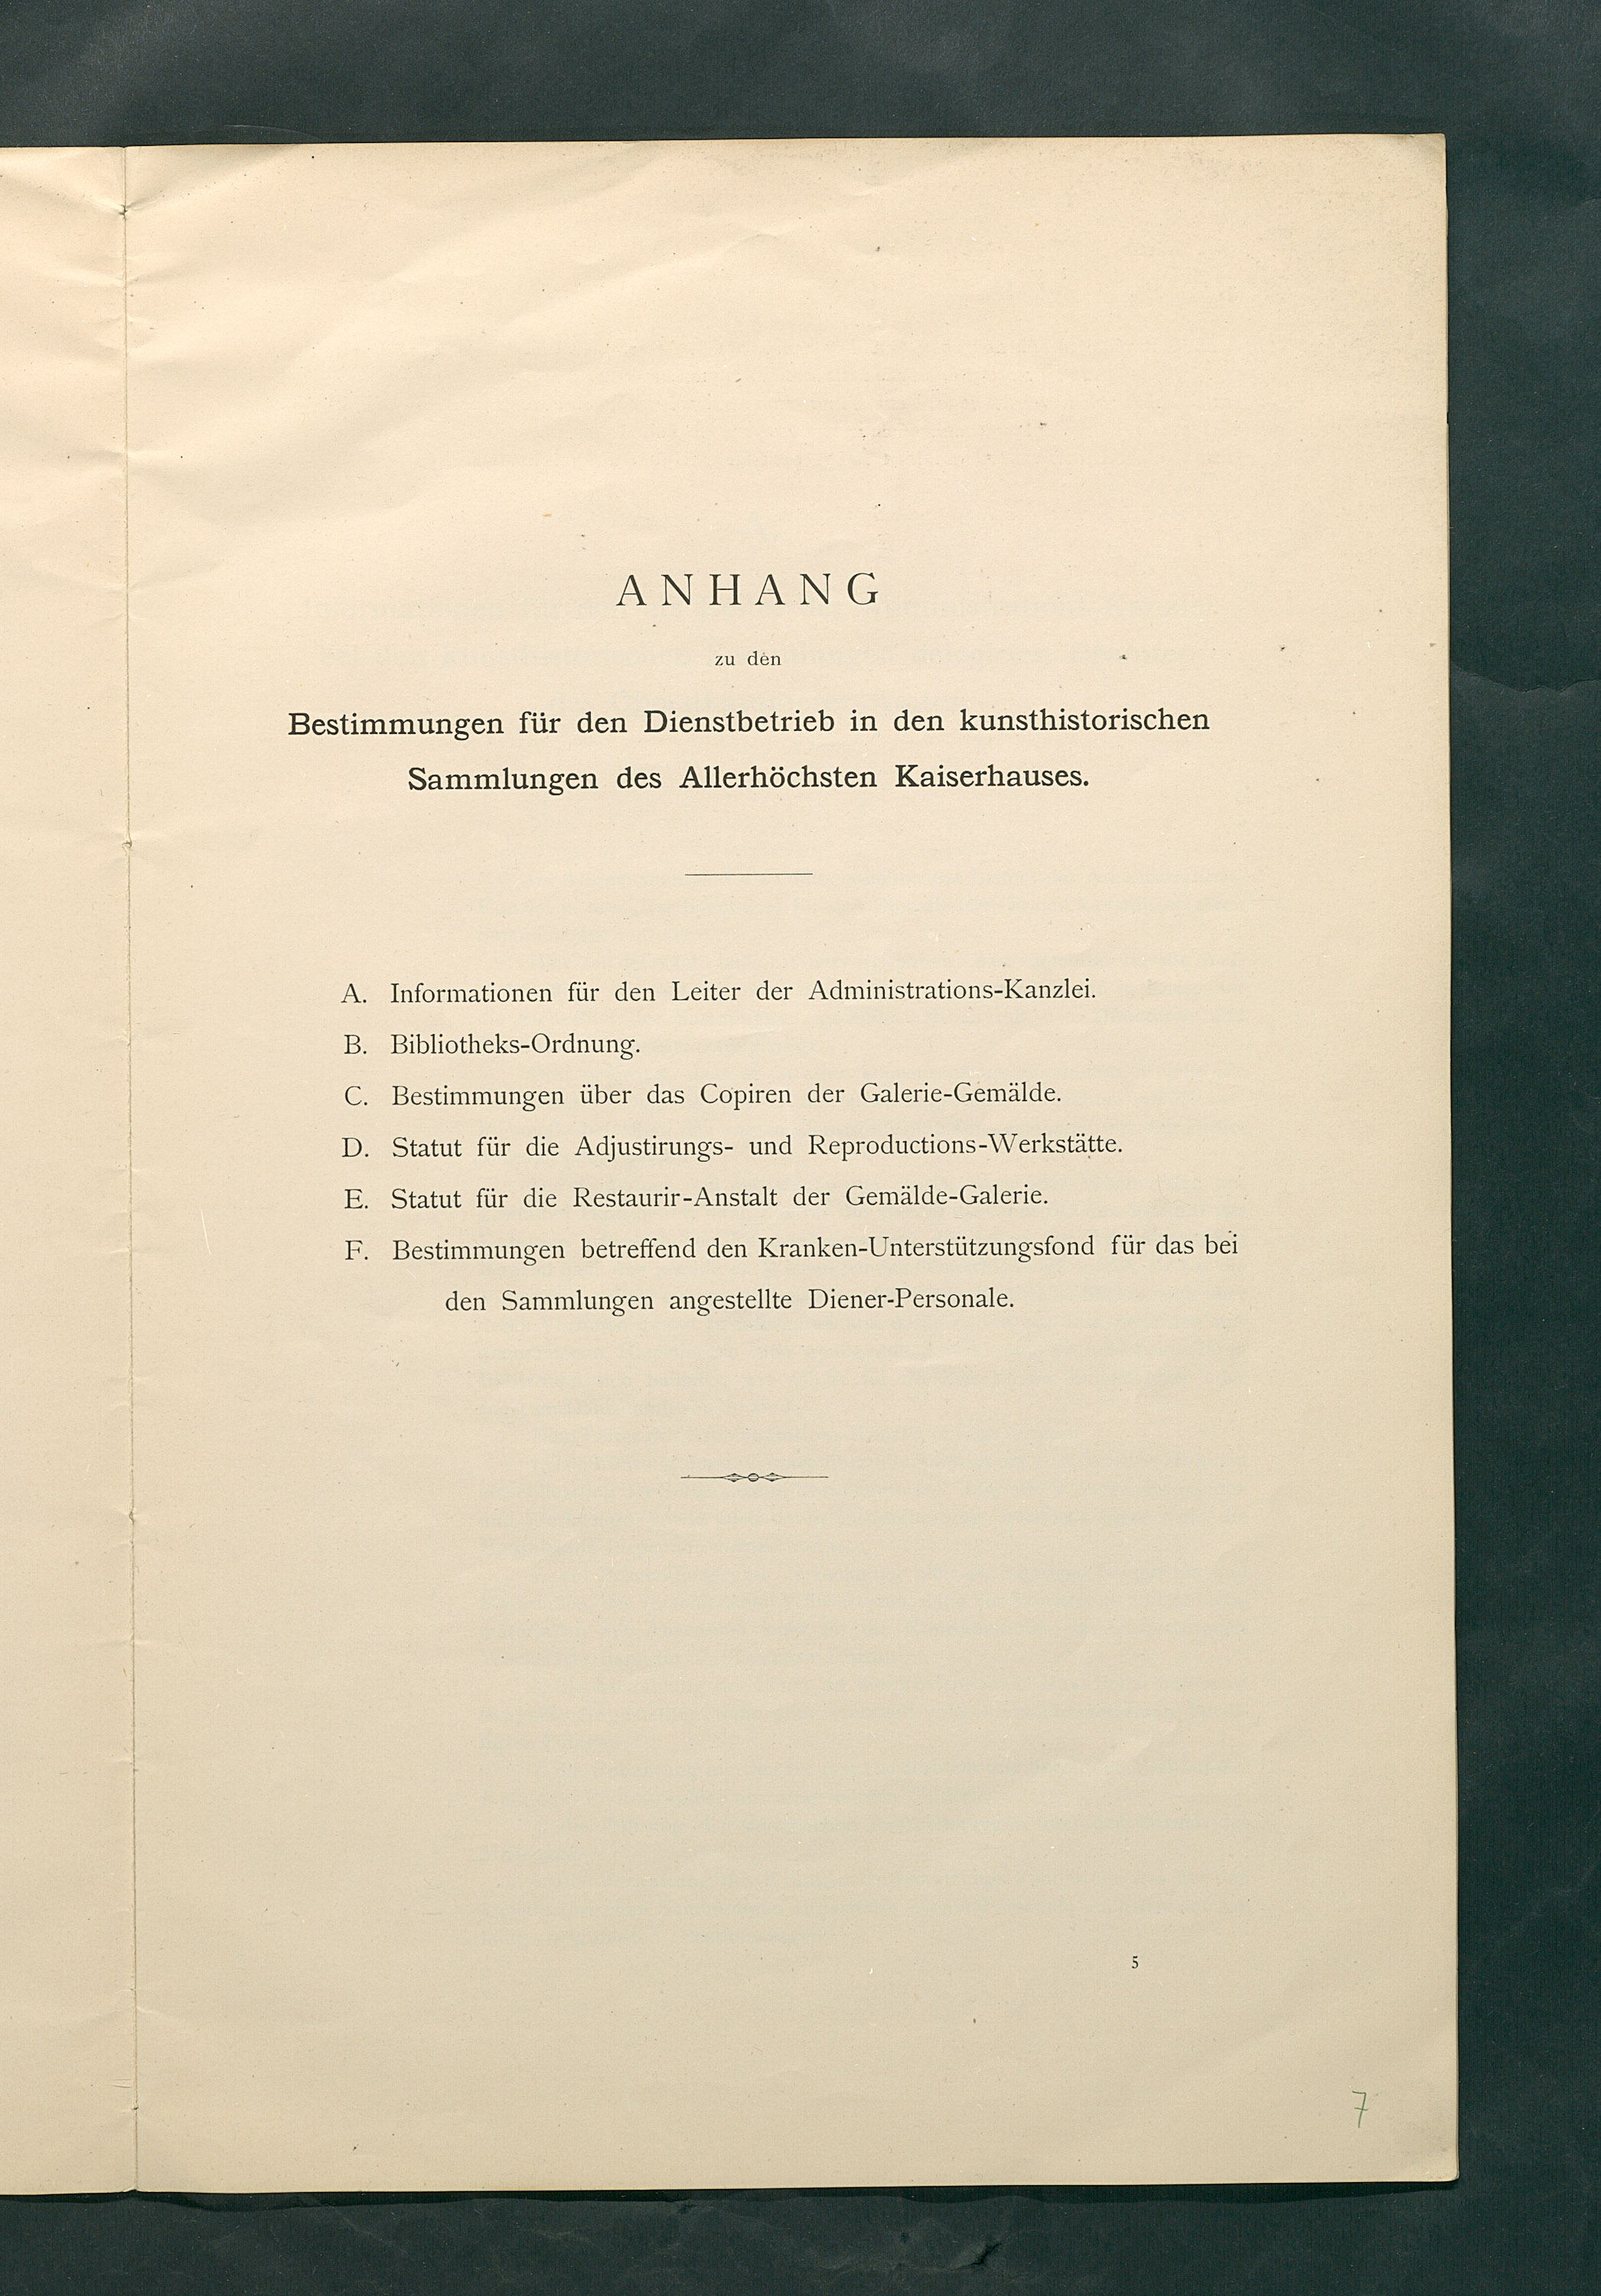 ANHANG
zu den
Bestimmungen für den Dienstbetrieb in den kunsthistorischen
Sammlungen des Allerhöchsten Kaiserhauses.
A. Informationen für den Leiter der Administrations-Kanzlei.
B. Bibliotheks-Ordnung.
C. Bestimmungen über das Copiren der Galerie-Gemälde.
D. Statut für die Adjustirungs- und Reproductions-Werkstätte.
E. Statut für die Restaurir-Anstalt der Gemälde-Galerie.
F. Bestimmungen betreffend den Kranken-Unterstützungsfond für das bei
den Sammlungen angestellte Diener-Personale.
5
7